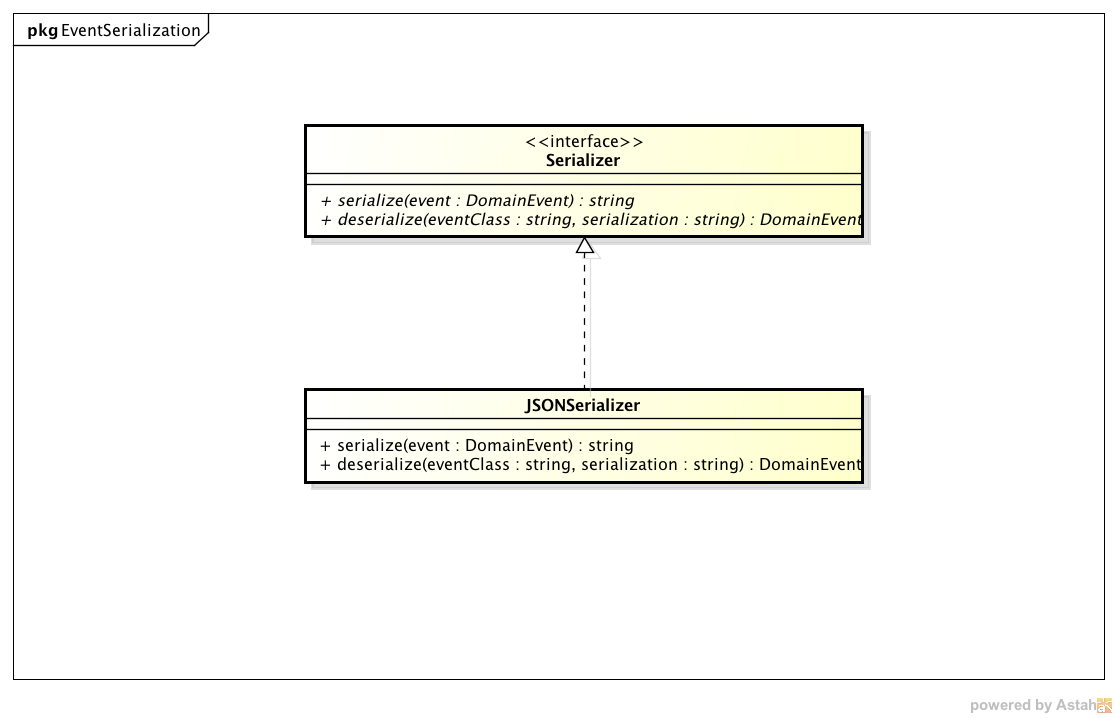 pkg EventSerialization
<<interface>>
Serializer
+ serialize(event : DomainEvent) : string
+ deserialize(eventClass : string, serialization : string) : DomainEvent
JSONSerializer
+ serialize(event : DomainEvent) : string
+ deserialize(eventClass : string, serialization : string) : DomainEvent
powered by Astah